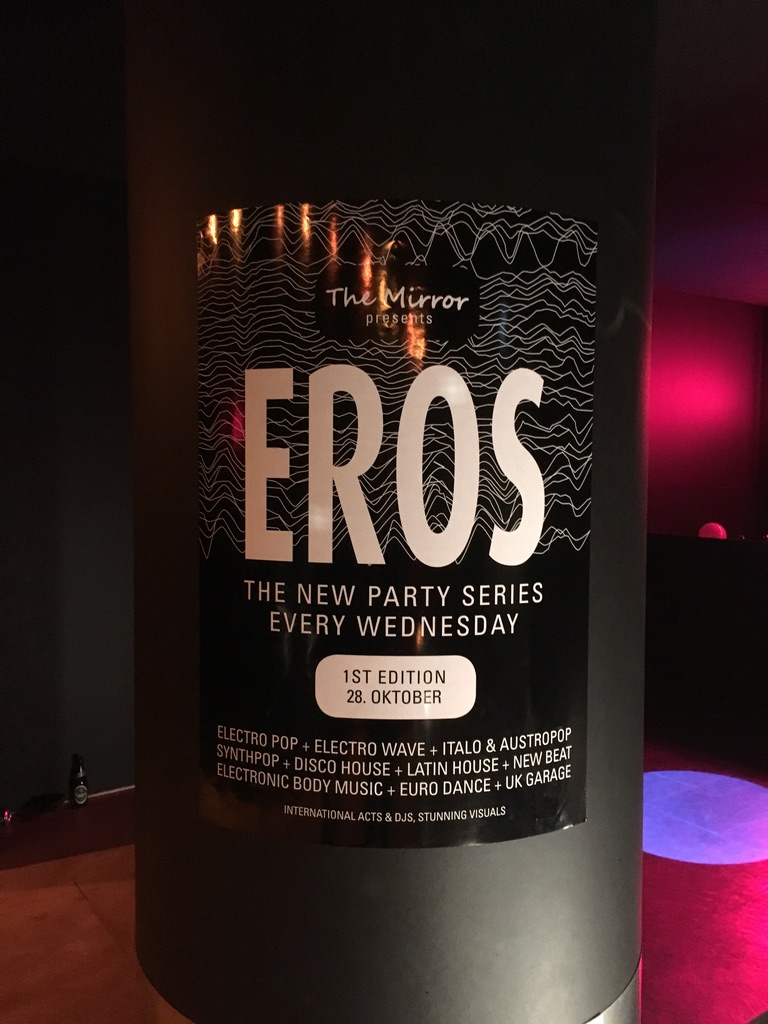 The Mirror
presents
EROS
THE NEW PARTY SERIES
EVERY WEDNESDAY
1ST EDITION
28. OKTOBER
ELECTRO POP + ELECTRO WAVE + ITALO & AUSTROPOP
SYNTHPOP + DISCO HOUSE + LATIN HOUSE + NEW BEAT
ELECTRONIC BODY MUSIC + EURO DANCE + UK GARAGE
INTERNATIONAL ACTS & DJS, STUNNING VISUALS